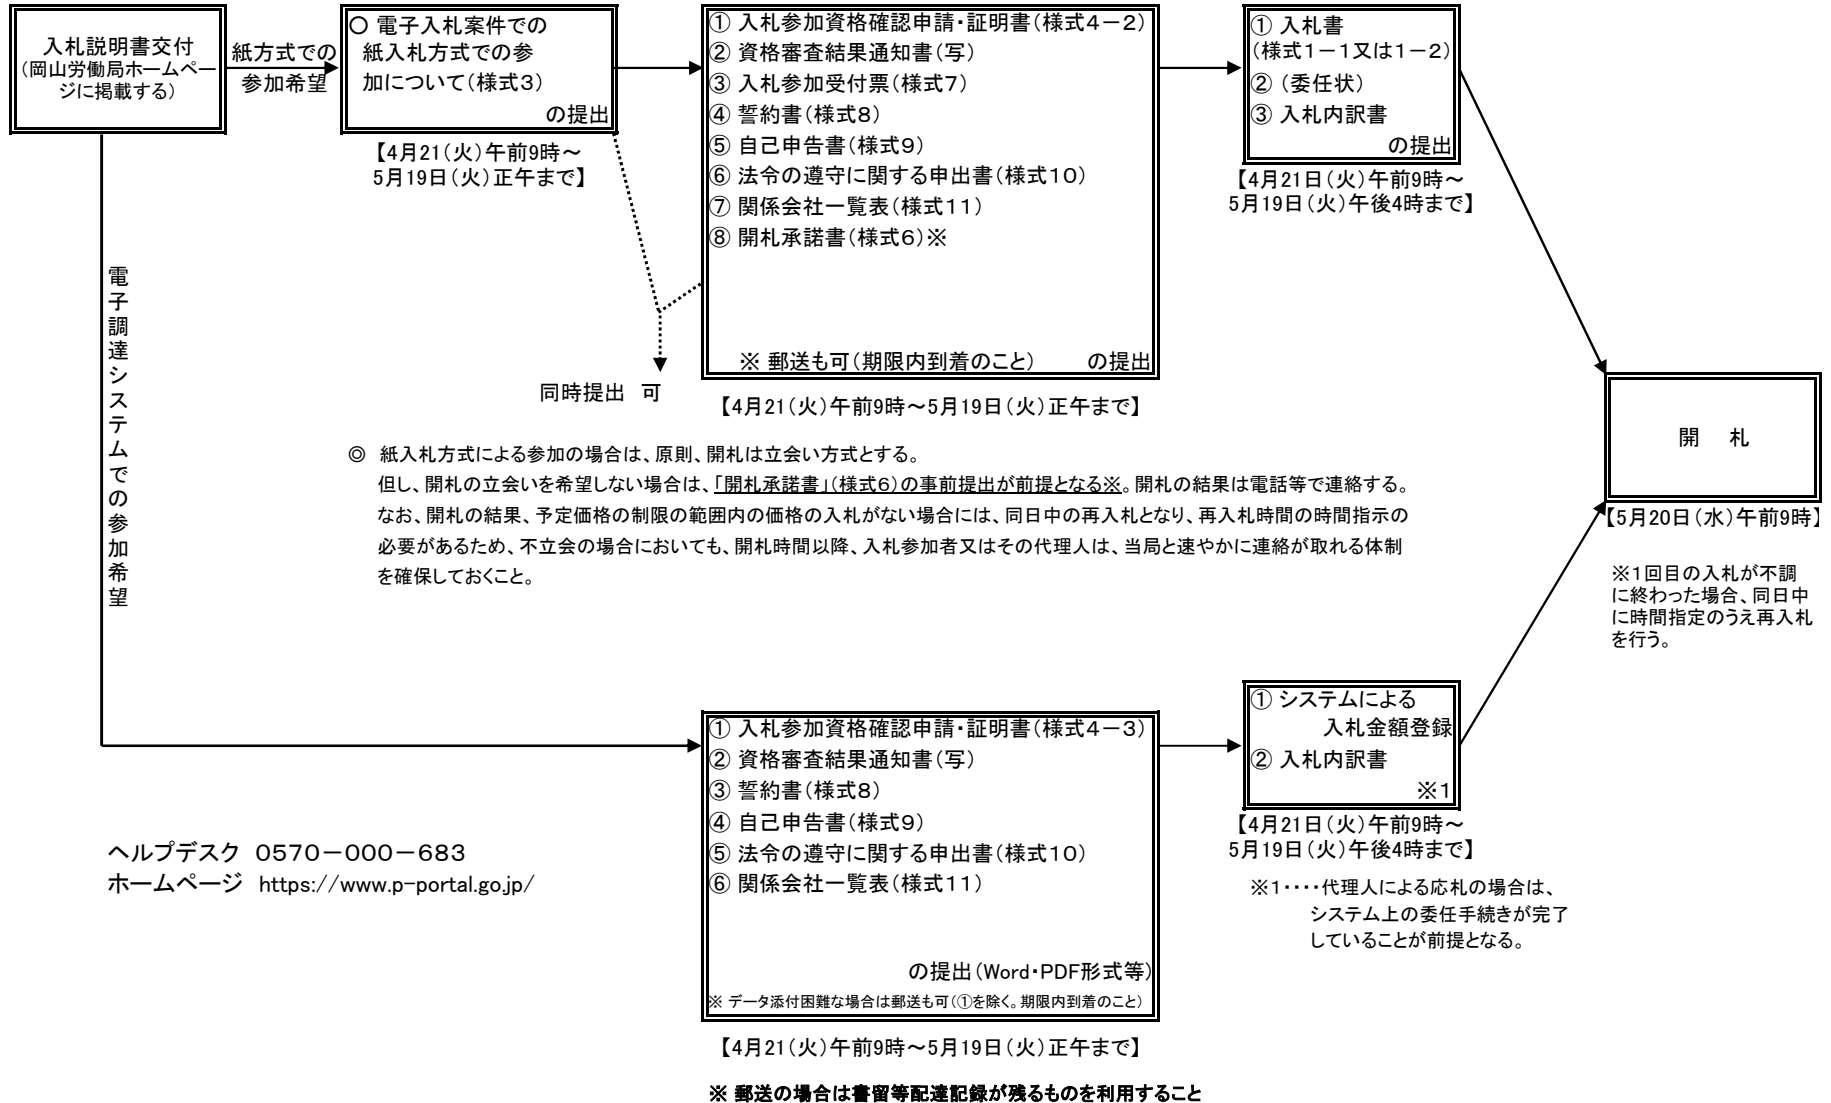 入札説明書交付
(岡山労働局ホームペー
ジに掲載する)
紙方式での
参加希望
〇 電子入札案件での
紙入札方式での参
加について(様式3)
の提出
【4月21(火)午前9時～
5月19日(火)正午まで】
① 入札参加資格確認申請・証明書(様式4－2)
② 資格審査結果通知書(写)
③ 入札参加受付票(様式7)
④ 誓約書(様式8)
⑤ 自己申告書(様式9)
⑥ 法令の遵守に関する申出書(様式10)
⑦ 関係会社一覧表(様式11)
⑧ 開札承諾書(様式6)※
※ 郵送も可(期限内到着のこと) の提出
【4月21(火)午前9時～5月19日(火)正午まで】
同時提出 可
① 入札書
(様式1－1又は1－2)
② (委任状)
③ 入札内訳書
の提出
【4月21日(火)午前9時～
5月19日(火)午後4時まで】
電子調達システムでの参加希望
◎ 紙入札方式による参加の場合は、原則、開札は立会い方式とする。
但し、開札の立会いを希望しない場合は、「開札承諾書」(様式6)の事前提出が前提となる※。開札の結果は電話等で連絡する。
なお、開札の結果、予定価格の制限の範囲内の価格の入札がない場合には、同日中の再入札となり、再入札時間の時間指示の
必要があるため、不立会の場合においても、開札時間以降、入札参加者又はその代理人は、当局と速やかに連絡が取れる体制
を確保しておくこと。
開 札
【5月20日(水)午前9時】
※1回目の入札が不調
に終わった場合、同日中
に時間指定のうえ再入札
を行う。
① 入札参加資格確認申請・証明書(様式4－3)
② 資格審査結果通知書(写)
③ 誓約書(様式8)
④ 自己申告書(様式9)
⑤ 法令の遵守に関する申出書(様式10)
⑥ 関係会社一覧表(様式11)
の提出(Word・PDF形式等)
※ データ添付困難な場合は郵送も可(①を除く。期限内到着のこと)
【4月21(火)午前9時～5月19日(火)正午まで】
① システムによる
入札金額登録
② 入札内訳書
※1
【4月21日(火)午前9時～
5月19日(火)午後4時まで】
※1・・・・代理人による応札の場合は、
システム上の委任手続きが完了
していることが前提となる。
ヘルプデスク 0570－000－683
ホームページ https://www.p-portal.go.jp/
※ 郵送の場合は書留等配達記録が残るものを利用すること